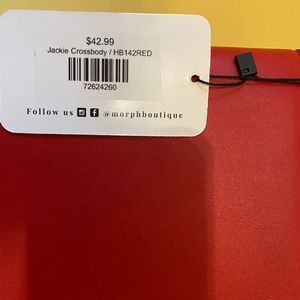 $42.99
Jackie Crossbody / HB142RED
72624260
Follow us @morphboutique